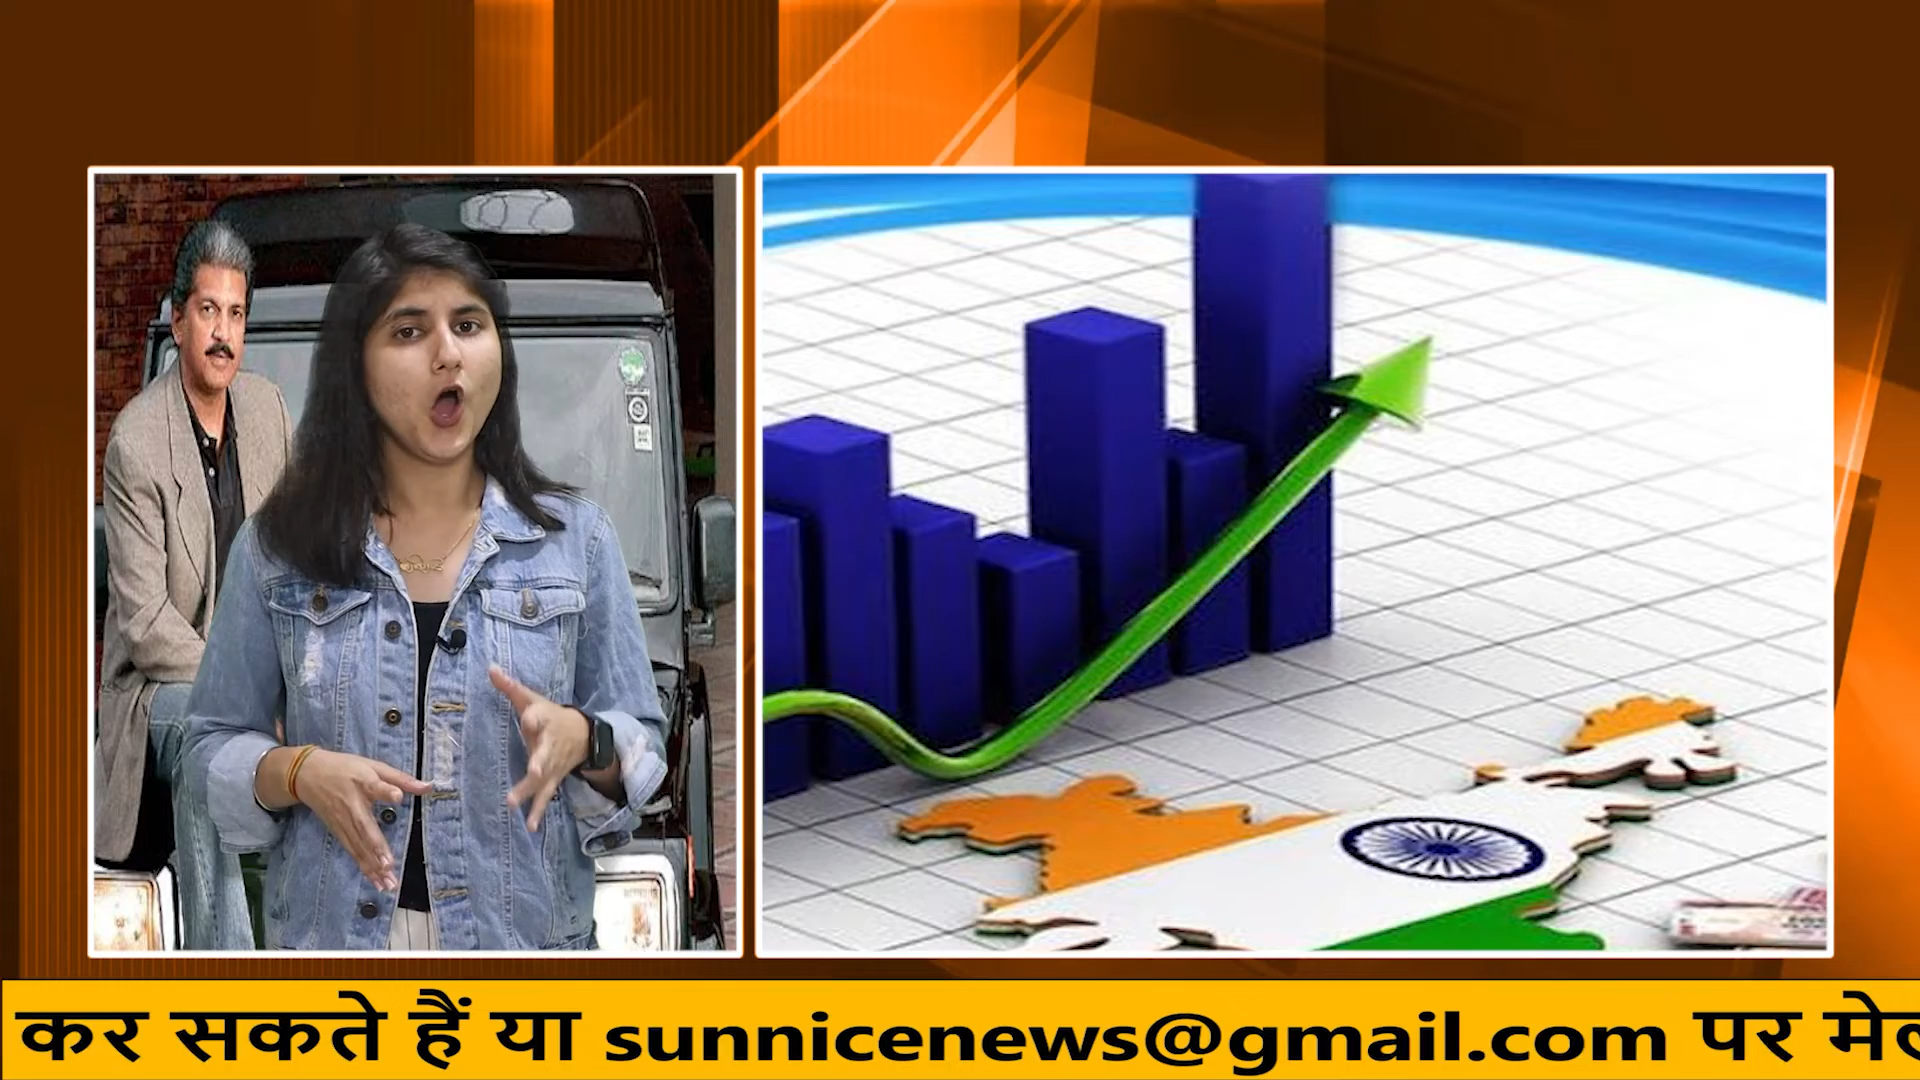 कर सकते हैं या sunnicenews@gmail.com पर मेल